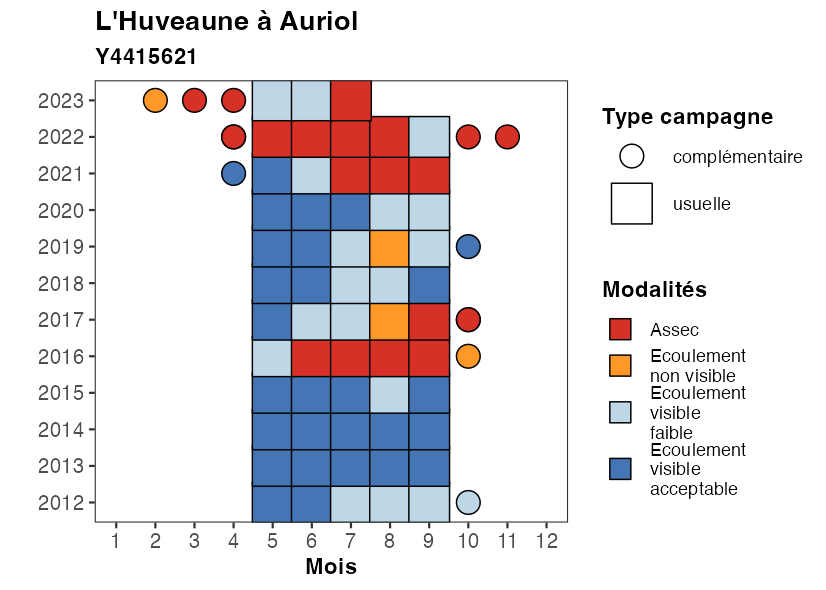 L'Huveaune à Auriol
Y4415621
2023
2022
2021
2020
2019
2018
2017
2016
2015
2014
2013
2012
1 2 3 4 5 6 7 8 9 10 11 12
Mois
Type campagne
complémentaire
usuelle
Modalités
Assec
Ecoulement
non visible
Ecoulement
visible
faible
Ecoulement
visible
acceptable